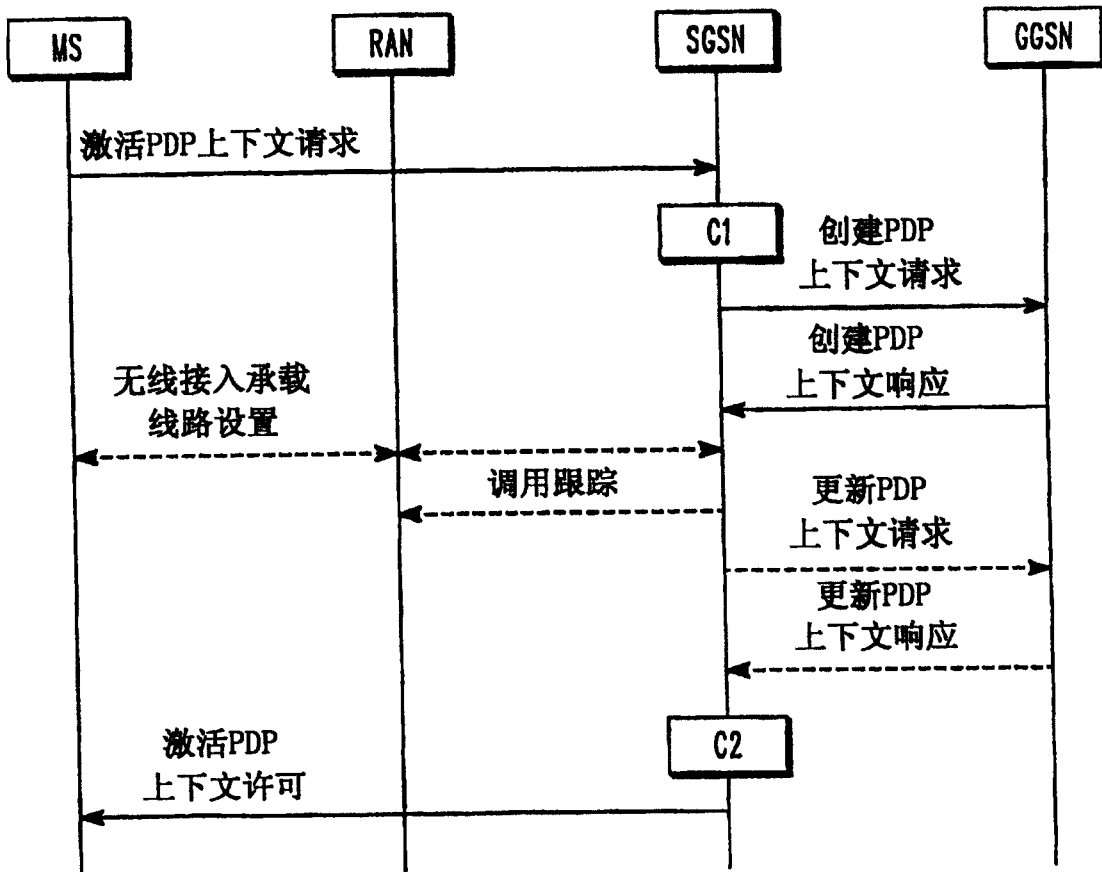 MS
RAN
SGSN
GGSN
激活PDP上下文请求
C1
创建PDP
上下文请求
创建PDP
上下文响应
无线接入承载
线路设置
调用跟踪
更新PDP
上下文请求
更新PDP
上下文响应
C2
激活PDP
上下文许可